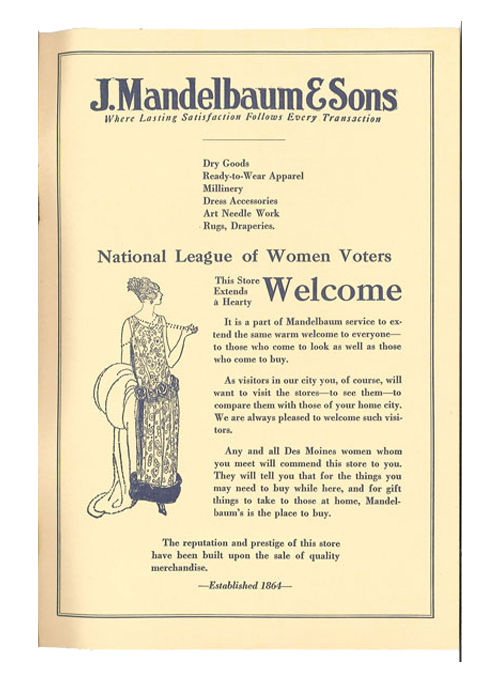 J. Mandelbaum & Sons
Where Lasting Satisfaction Follows Every Transaction
Dry Goods
Ready-to-Wear Apparel
Millinery
Dress Accessories
Art Needle Work
Rugs, Draperies.
National League of Women Voters
This Store
Extends
a Hearty
Welcome
It is a part of Mandelbaum service to ex-
tend the same warm welcome to everyone—
to those who come to look as well as those
who come to buy.
As visitors in our city you, of course, will
want to visit the stores—to see them—to
compare them with those of your home city.
We are always pleased to welcome such visi-
tors.
Any and all Des Moines women whom
you meet will commend this store to you.
They will tell you that for the things you
may need to buy while here, and for gift
things to take to those at home, Mandel-
baum's is the place to buy.
The reputation and prestige of this store
have been built upon the sale of quality
merchandise.
—Established 1864—